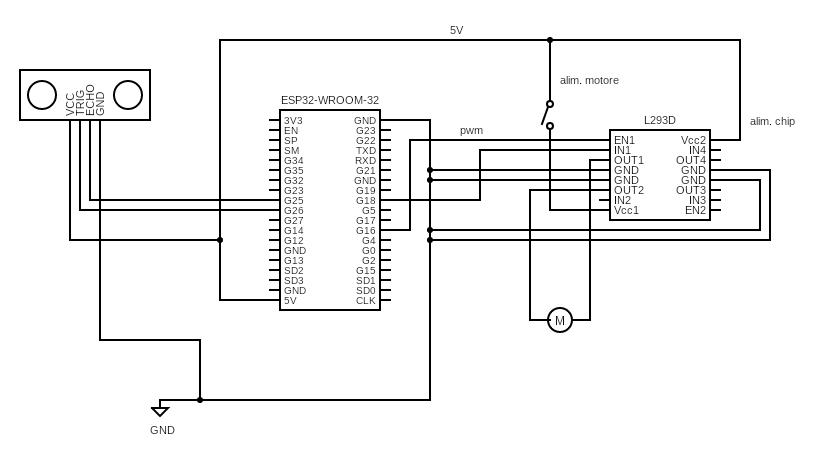 5V
alim. motore
VCC
TRIG
ECHO
GND
ESP32-WROOM-32
3V3
EN
SP
SM
G34
G35
G32
G23
G25
G26
G27
G14
G12
GND
G13
SD2
SD3
GND
5V
GND
G23
G22
TXD
RXD
G21
GND
G19
G18
G5
G17
G16
G4
G0
G2
G15
SD1
SD0
CLK
pwm
L293D
alim. chip
EN1
IN1
OUT1
GND
GND
OUT2
IN2
Vcc1
Vcc2
IN4
OUT4
GND
GND
OUT3
IN3
EN2
M
GND